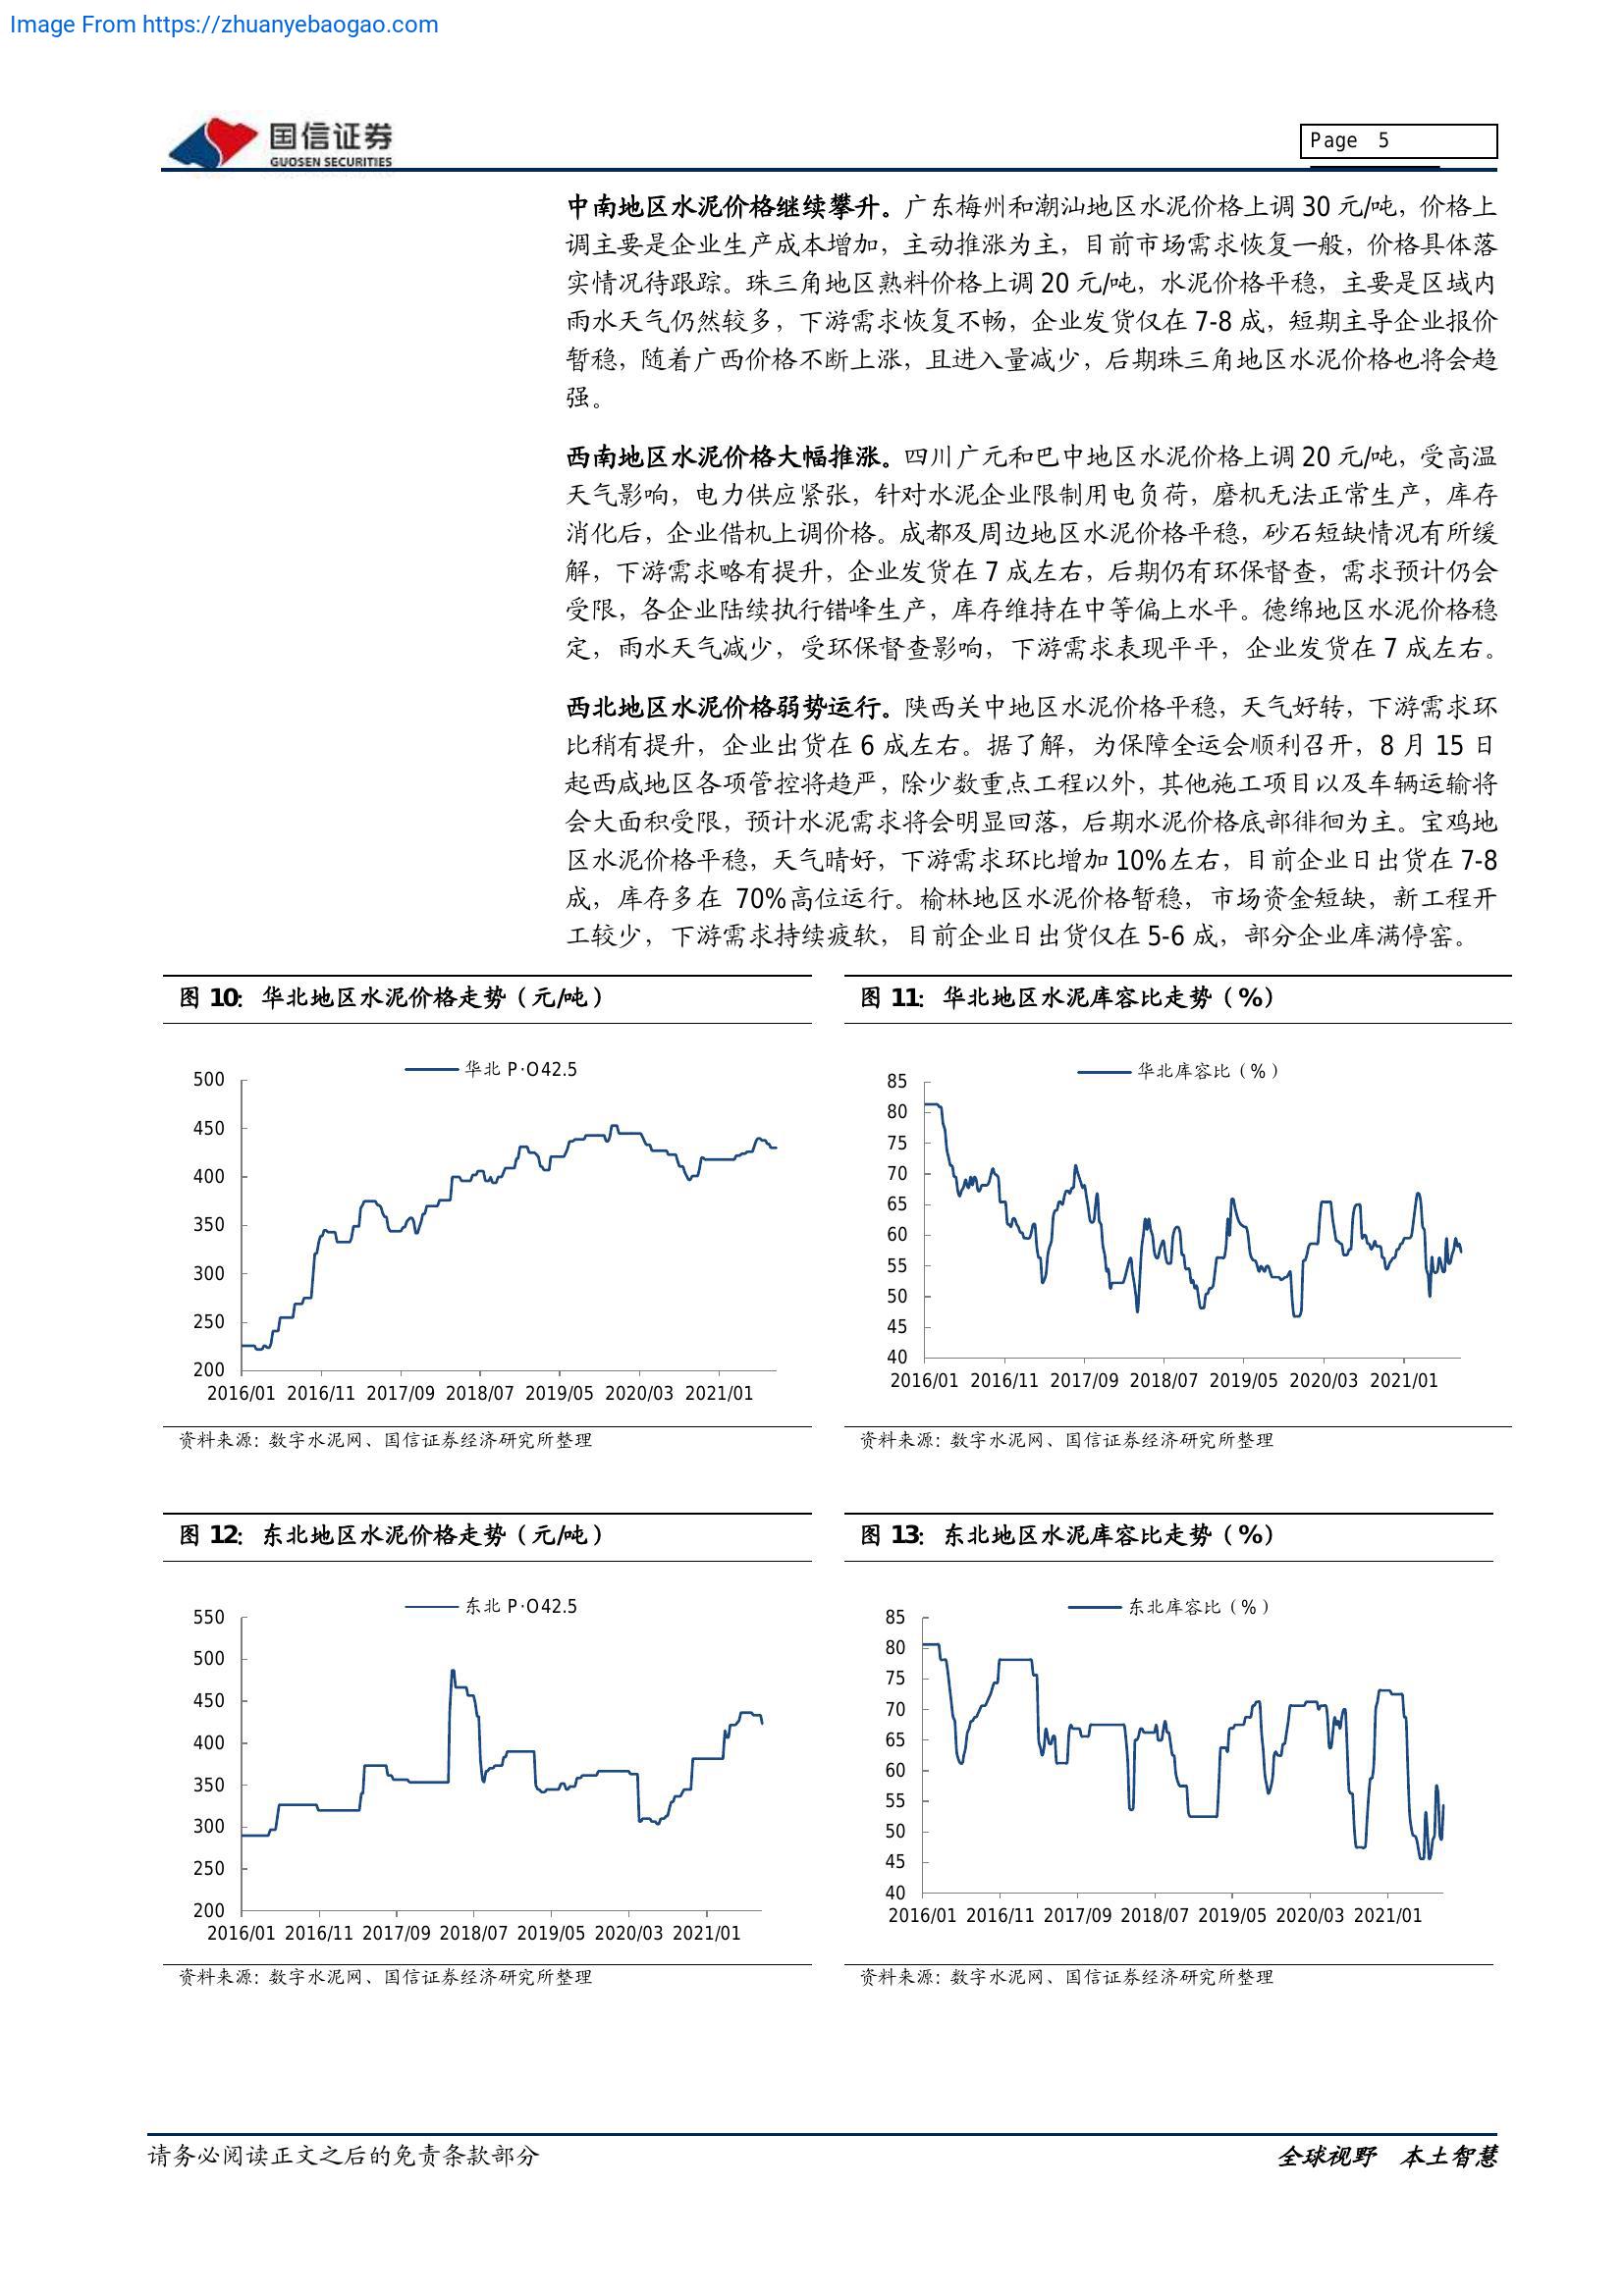 Image From https://zhuanyebaogao.com
国信证券
GUOSEN SECURITIES
Page 5
中南地区水泥价格继续攀升。广东梅州和潮汕地区水泥价格上调 30 元/吨，价格上
调主要是企业生产成本增加，主动推涨为主，目前市场需求恢复一般，价格具体落
实情况待跟踪。珠三角地区熟料价格上调 20 元/吨，水泥价格平稳，主要是区域内
雨水天气仍然较多，下游需求恢复不畅，企业发货仅在 7-8 成，短期主导企业报价
暂稳，随着广西价格不断上涨，且进入量减少，后期珠三角地区水泥价格也将会趋
强。
西南地区水泥价格大幅推涨。四川广元和巴中地区水泥价格上调 20 元/吨，受高温
天气影响，电力供应紧张，针对水泥企业限制用电负荷，磨机无法正常生产，库存
消化后，企业借机上调价格。成都及周边地区水泥价格平稳，砂石短缺情况有所缓
解，下游需求略有提升，企业发货在 7 成左右，后期仍有环保督查，需求预计仍会
受限，各企业陆续执行错峰生产，库存维持在中等偏上水平。德绵地区水泥价格稳
定，雨水天气减少，受环保督查影响，下游需求表现平平，企业发货在 7 成左右。
西北地区水泥价格弱势运行。陕西关中地区水泥价格平稳，天气好转，下游需求环
比稍有提升，企业出货在 6 成左右。据了解，为保障全运会顺利召开，8 月 15 日
起西咸地区各项管控将趋严，除少数重点工程以外，其他施工项目以及车辆运输将
会大面积受限，预计水泥需求将会明显回落，后期水泥价格底部徘徊为主。宝鸡地
区水泥价格平稳，天气晴好，下游需求环比增加 10%左右，目前企业日出货在 7-8
成，库存多在 70%高位运行。榆林地区水泥价格暂稳，市场资金短缺，新工程开
工较少，下游需求持续疲软，目前企业日出货仅在 5-6 成，部分企业库满停窑。
图 10：华北地区水泥价格走势（元/吨）
华北 P·O42.5
500
450
400
350
300
250
200
2016/01 2016/11 2017/09 2018/07 2019/05 2020/03 2021/01
资料来源：数字水泥网、国信证券经济研究所整理
图 11：华北地区水泥库容比走势（%）
华北库容比（%）
85
80
75
70
65
60
55
50
45
40
2016/01 2016/11 2017/09 2018/07 2019/05 2020/03 2021/01
资料来源：数字水泥网、国信证券经济研究所整理
图 12：东北地区水泥价格走势（元/吨）
东北 P·O42.5
550
500
450
400
350
300
250
200
2016/01 2016/11 2017/09 2018/07 2019/05 2020/03 2021/01
资料来源：数字水泥网、国信证券经济研究所整理
图 13：东北地区水泥库容比走势（%）
东北库容比（%）
85
80
75
70
65
60
55
50
45
40
2016/01 2016/11 2017/09 2018/07 2019/05 2020/03 2021/01
资料来源：数字水泥网、国信证券经济研究所整理
请务必阅读正文之后的免责条款部分
全球视野 本土智慧